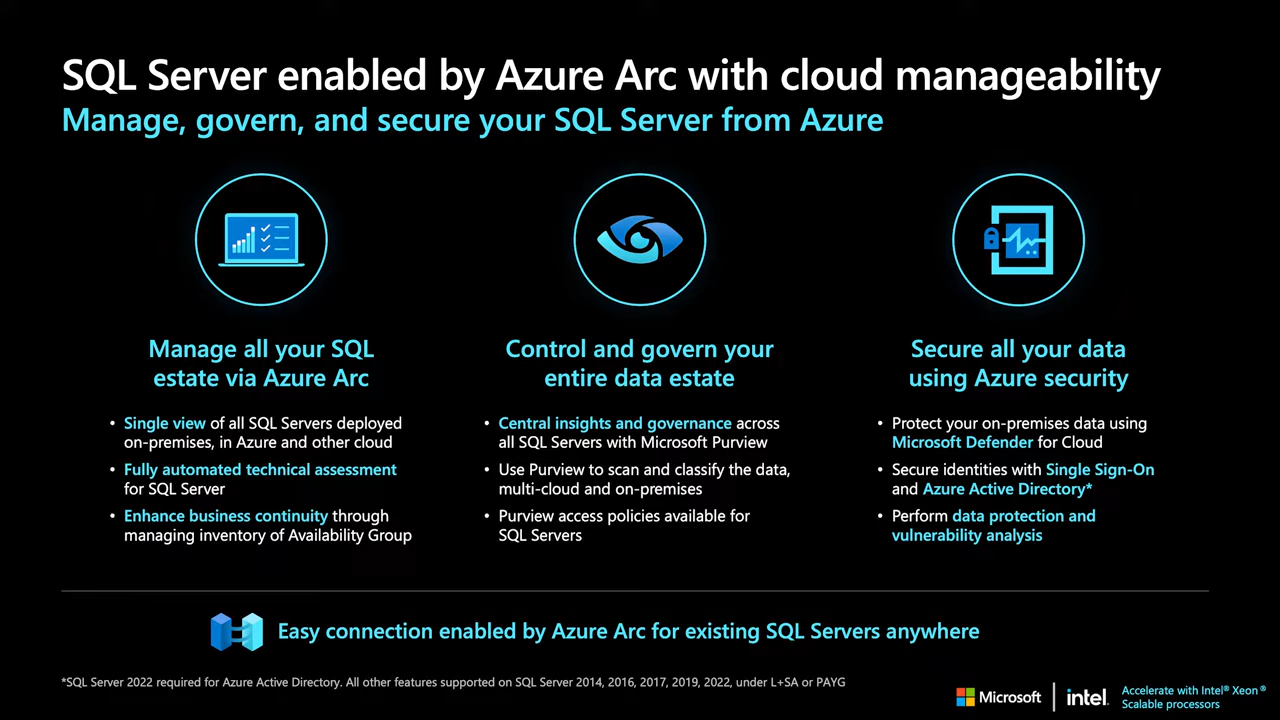 SQL Server enabled by Azure Arc with cloud manageability
Manage, govern, and secure your SQL Server from Azure
Manage all your SQL
estate via Azure Arc
• Single view of all SQL Servers deployed
on-premises, in Azure and other cloud
• Fully automated technical assessment
for SQL Server
• Enhance business continuity through
managing inventory of Availability Group
Control and govern your
entire data estate
• Central insights and governance across
all SQL Servers with Microsoft Purview
• Use Purview to scan and classify the data,
multi-cloud and on-premises
• Purview access policies available for
SQL Servers
Secure all your data
using Azure security
• Protect your on-premises data using
Microsoft Defender for Cloud
• Secure identities with Single Sign-On
and Azure Active Directory*
• Perform data protection and
vulnerability analysis
Easy connection enabled by Azure Arc for existing SQL Servers anywhere
*SQL Server 2022 required for Azure Active Directory. All other features supported on SQL Server 2014, 2016, 2017, 2019, 2022, under L+SA or PAYG
Microsoft
intel.
Accelerate with Intel® Xeon®
Scalable processors